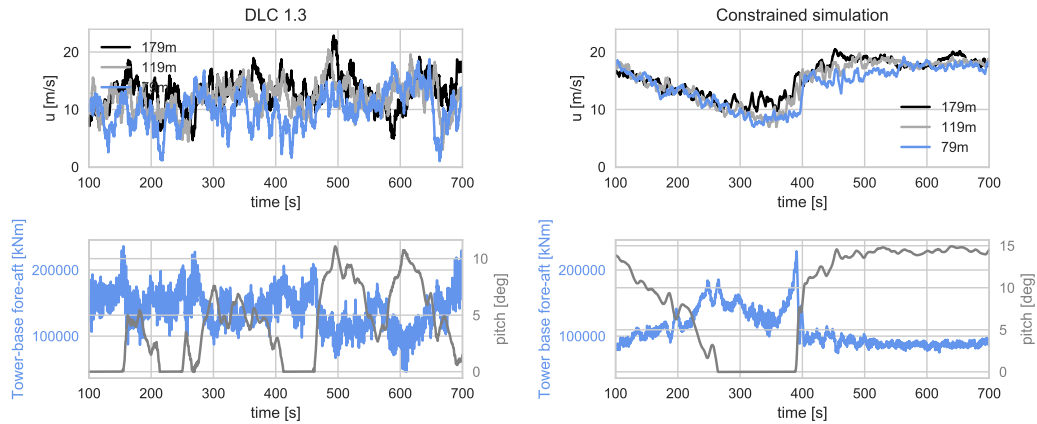 DLC 1.3
Constrained simulation
u [m/s]
20
10
0
179m
119m
79m
100 200 300 400 500 600 700
time [s]
u [m/s]
20
10
0
179m
119m
79m
100 200 300 400 500 600 700
time [s]
Tower-base fore-aft [kNm]
200000
100000
10
5
0
pitch [deg]
100 200 300 400 500 600 700
time [s]
Tower-base fore-aft [kNm]
200000
100000
15
10
5
0
pitch [deg]
100 200 300 400 500 600 700
time [s]